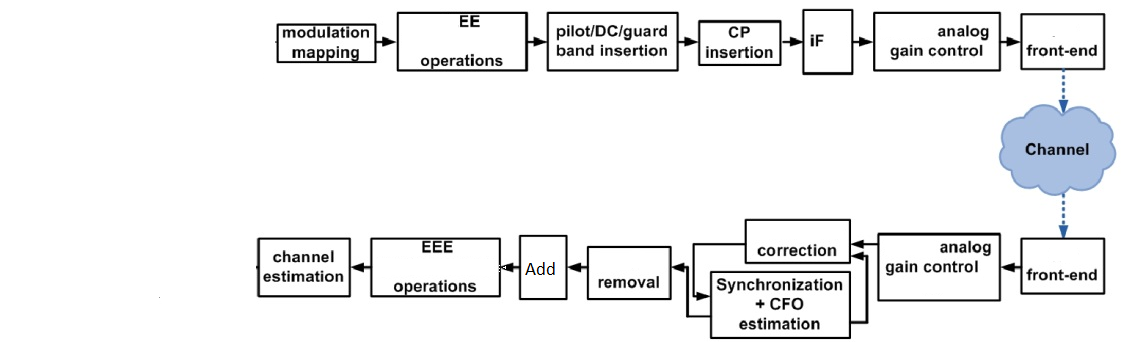 modulation
mapping
EE
operations
pilot/DC/guard
band insertion
CP
insertion
iF
analog
gain control
front-end
Channel
channel
estimation
EEE
operations
Add
removal
correction
Synchronization
+ CFO
estimation
analog
gain control
front-end